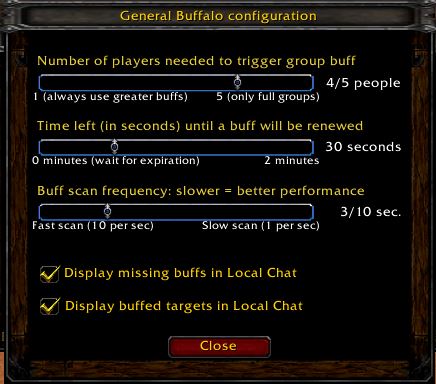 General Buffalo configuration
Number of players needed to trigger group buff
4/5 people
1 (always use greater buffs) 5 (only full groups)
Time left (in seconds) until a buff will be renewed
30 seconds
0 minutes (wait for expiration) 2 minutes
Buff scan frequency: slower = better performance
3/10 sec.
Fast scan (10 per sec) Slow scan (1 per sec)
Display missing buffs in Local Chat
Display buffed targets in Local Chat
Close